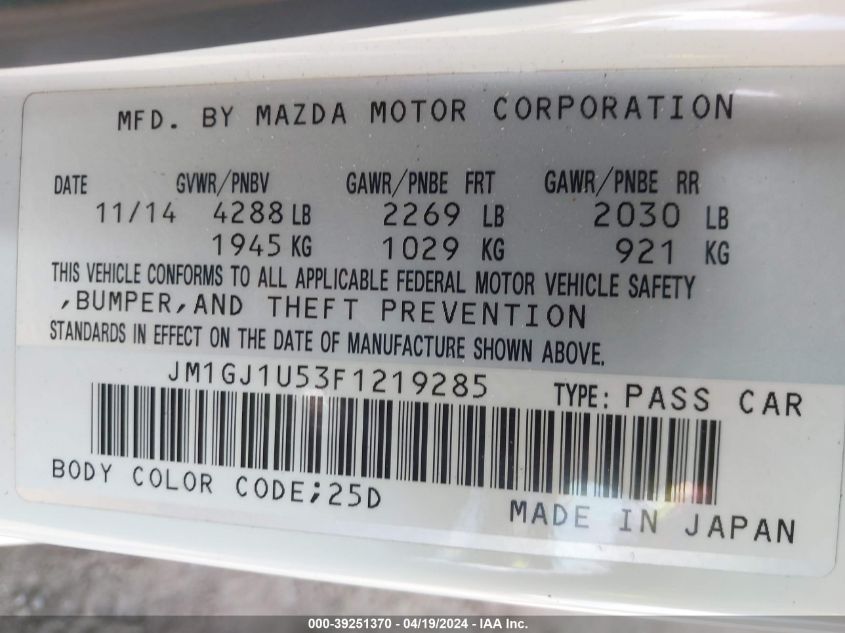 MFD. BY MAZDA MOTOR CORPORATION
DATE GVWR/PNBV GAWR/PNBE FRT GAWR/PNBE RR
11/14 4288 LB 2269 LB 2030 LB
1945 KG 1029 KG 921 KG
THIS VEHICLE CONFORMS TO ALL APPLICABLE FEDERAL MOTOR VEHICLE SAFETY
,BUMPER,AND THEFT PREVENTION
STANDARDS IN EFFECT ON THE DATE OF MANUFACTURE SHOWN ABOVE.
JM1GJ1U53F1219285 TYPE: PASS CAR
BODY COLOR CODE;25D
MADE IN JAPAN
000-39251370 - 04/19/2024 - IAA Inc.